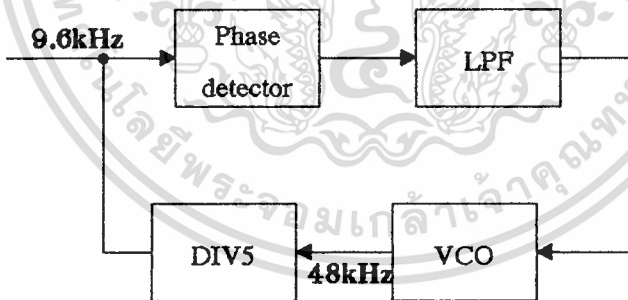 9.6kHz
Phase
detector
LPF
DIV5
48kHz
VCO